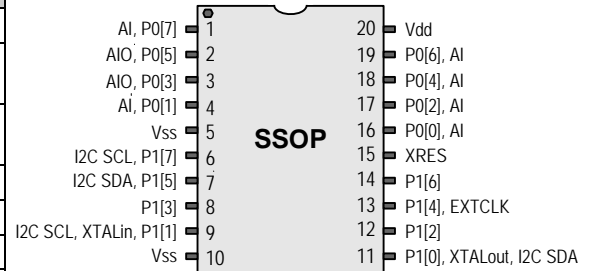 AI, P0[7] 1 20 Vdd
AIO, P0[5] 2 19 P0[6], AI
AIO, P0[3] 3 18 P0[4], AI
AI, P0[1] 4 17 P0[2], AI
Vss 5 SSOP 16 P0[0], AI
I2C SCL, P1[7] 6 15 XRES
I2C SDA, P1[5] 7 14 P1[6]
P1[3] 8 13 P1[4], EXTCLK
I2C SCL, XTALin, P1[1] 9 12 P1[2]
Vss 10 11 P1[0], XTALout, I2C SDA